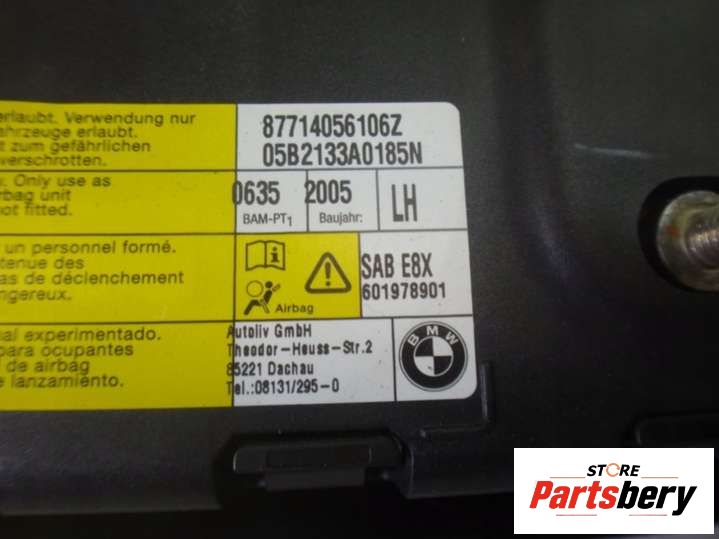 erlaubt. Verwendung nur
ahrzeuge erlaubt.
t zum gefährlichen
verschrotten.
87714056106Z
05B2133A0185N
. Only use as
rbag unit
not fitted.
0635
BAM-PT1
2005
Baujahr:
LH
un personnel formé.
tenue des
as de déclenchement
ngereux.
i
Airbag
SAB E8X
601978901
al experimentado.
para ocupantes
l de airbag
e lanzamiento.
Autoliv GmbH
Theodor-Heuss-Str.2
85221 Dachau
Tel.:08131/295-0
BMW
STORE
Partsbery